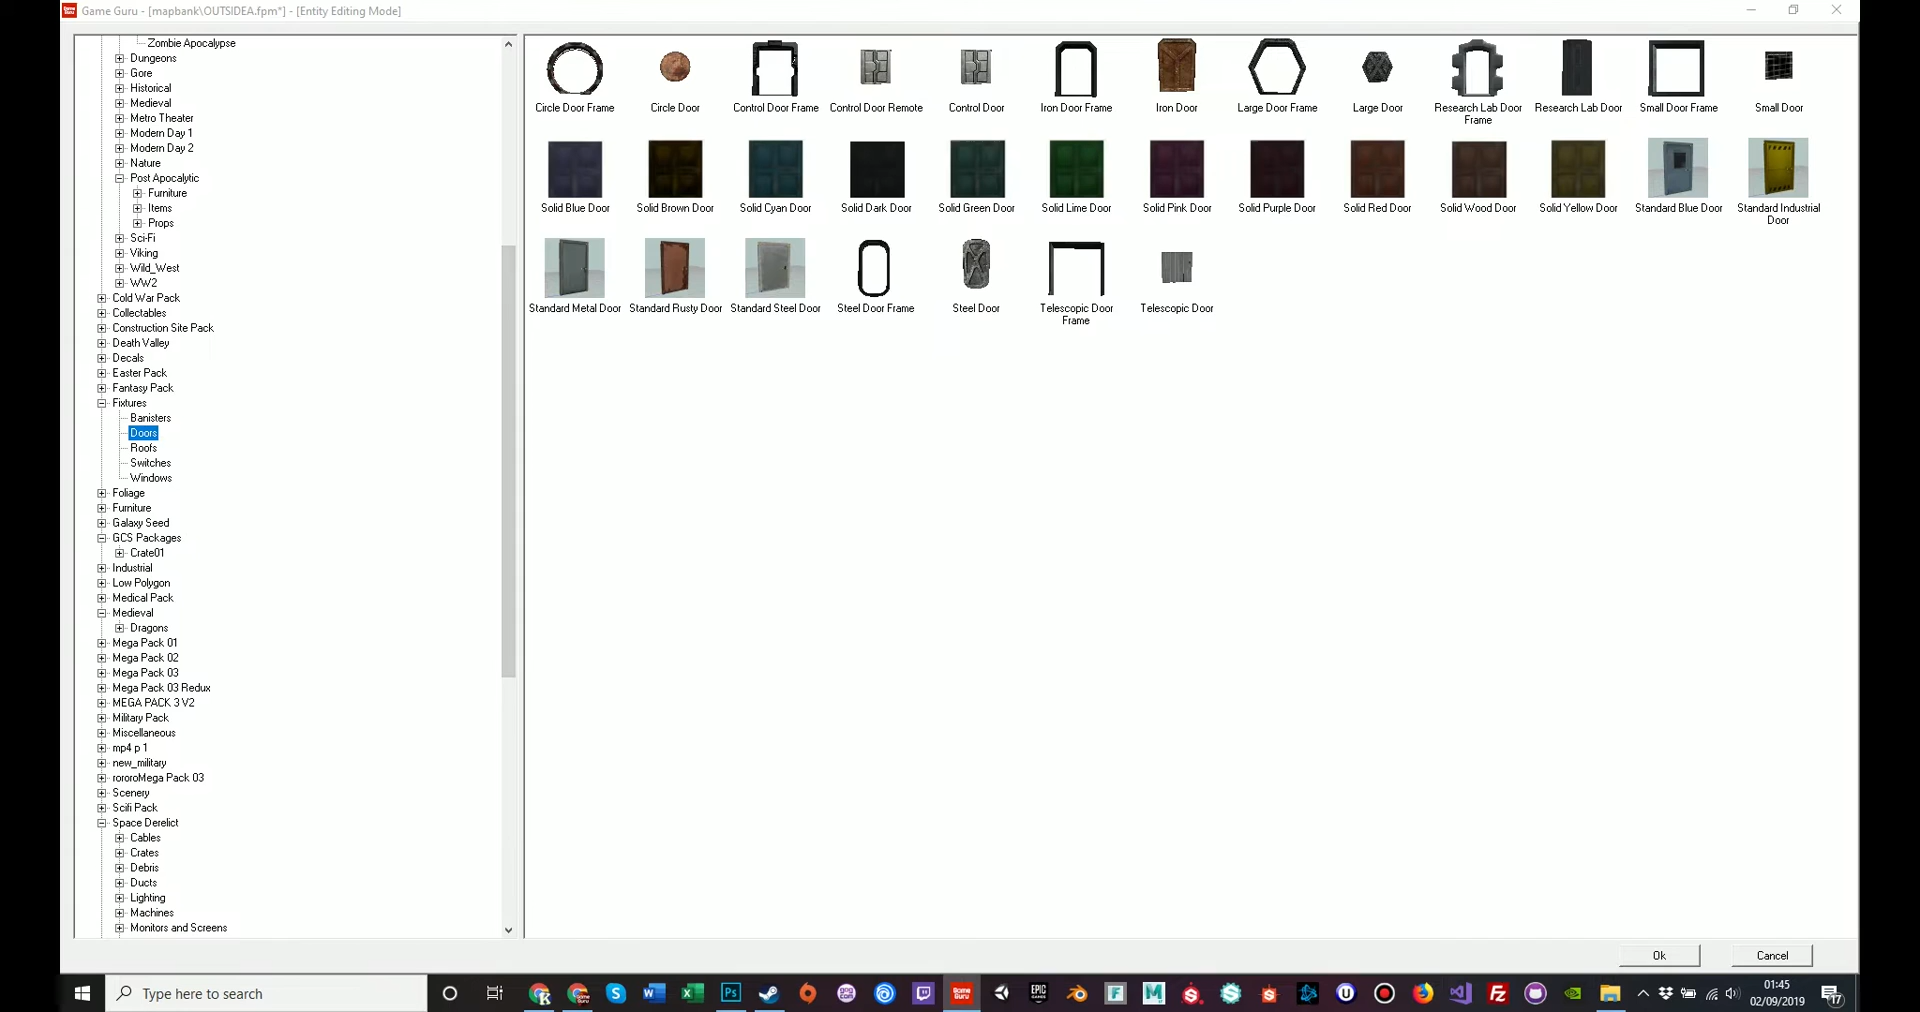 Game Guru - [mapbank\OUTSIDEA.fpm*] - [Entity Editing Mode]
Zombie Apocalypse
Dungeons
Gore
Historical
Medieval
Metro Theater
Modern Day 1
Modern Day 2
Nature
Post Apocalytic
Furniture
Items
Props
Sci-Fi
Viking
Wild_West
WW2
Cold War Pack
Collectables
Construction Site Pack
Death Valley
Decals
Easter Pack
Fantasy Pack
Fixtures
Banisters
Doors
Roofs
Switches
Windows
Foliage
Furniture
Galaxy Seed
GCS Packages
Crate01
Industrial
Low Polygon
Medical Pack
Medieval
Dragons
Mega Pack 01
Mega Pack 02
Mega Pack 03
Mega Pack 03 Redux
MEGA PACK 3 V2
Military Pack
Miscellaneous
mp4 p 1
new_military
rororoMega Pack 03
Scenery
Scifi Pack
Space Derelict
Cables
Crates
Debris
Ducts
Lighting
Machines
Monitors and Screens
Circle Door Frame
Circle Door
Control Door Frame
Control Door Remote
Control Door
Iron Door Frame
Iron Door
Large Door Frame
Large Door
Research Lab Door
Frame
Research Lab Door
Small Door Frame
Small Door
Solid Blue Door
Solid Brown Door
Solid Cyan Door
Solid Dark Door
Solid Green Door
Solid Lime Door
Solid Pink Door
Solid Purple Door
Solid Red Door
Solid Wood Door
Solid Yellow Door
Standard Blue Door
Standard Industrial
Door
Standard Metal Door
Standard Rusty Door
Standard Steel Door
Steel Door Frame
Steel Door
Telescopic Door
Frame
Telescopic Door
Ok
Cancel
Type here to search
01:45
02/09/2019
17